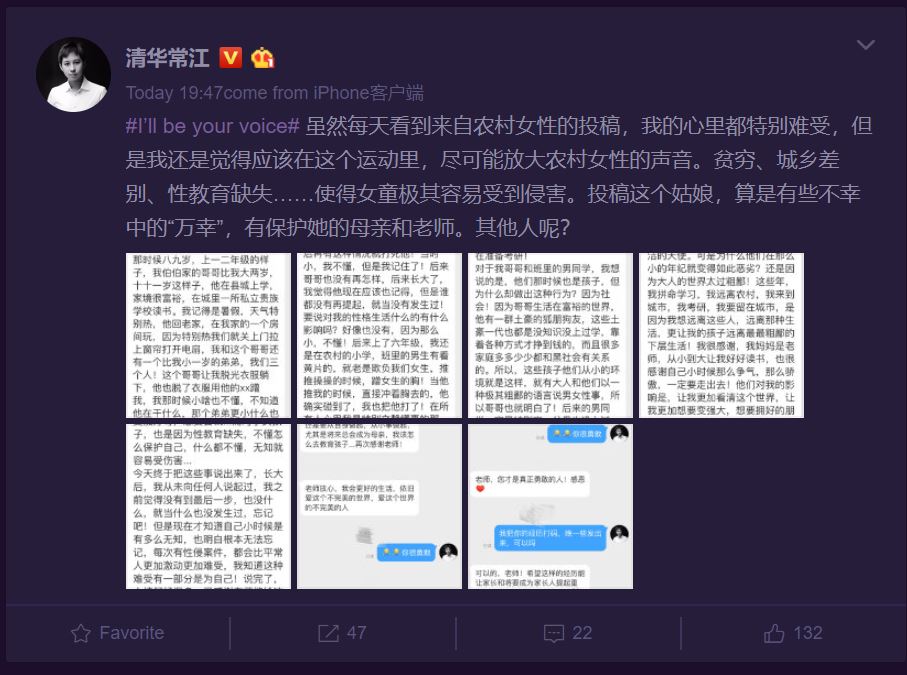 清华常江
Today 19:47come from iPhone客户端
#I'll be your voice# 虽然每天看到来自农村女性的投稿，我的心里都特别难受，但
是我还是觉得应该在这个运动里，尽可能放大农村女性的声音。贫穷、城乡差
别、性教育缺失……使得女童极其容易受到侵害。投稿这个姑娘，算是有些不幸
中的“万幸”，有保护她的母亲和老师。其他人呢？
那时候八九岁，上一二年级的样
子，我伯伯家的哥哥比我大两岁，
十十一岁这样子，他在县城上学，
家境很富裕，在城里一所私立贵族
学校读书。我记得是暑假，天气特
别热，他回老家，在我家的一个房
间玩，因为特别热我们就关上门拉
上窗帘打开电扇，我和这个哥哥还
有一个比我小一岁的弟弟，我们三
个人！这个哥哥让我脱光衣服躺
下，他也脱了衣服用他的xx蹭
我，我那时候小啥也不懂，不知道
他在干什么。那个弟弟更小什么也
小，我不懂，但是我记住了！后来
哥哥也没有再怎样。后来长大了，
我觉得他现在应该也记得，但是谁
都没有再提起，就当没有发生过！
要说对我的性格生活什么的有什么
影响吗？好像也没有，因为那么
小，不懂！后来上了六年级，我还
是在农村的小学，班里的男生有看
黄片的，就老是欺负我们女生。推
推搡搡的时候，蹭女生的胸！当他
推我的时候，直接冲着胸去的，他
确实碰到了，我也把他打了！在所
在准备考研！
对于我哥哥和班里的男同学，我想
说的是，他们那时候也是孩子，但
为什么却做出这种行为？因为社
会！因为哥哥生活在富裕的世界，
他有一群土豪的狐朋狗友，这些土
豪一代也都是没知识没上过学，靠
着各种方式才挣到钱的，而且很多
家庭多多少少都和黑社会有关系
的。所以，这些孩子他们从小的环
境就是这样，就有大人和他们以一
种极其粗鄙的语言说男女性事，所
以哥哥也就明白了！后来的男同
洁的天使。可是为什么他们在那么
小的年纪就变得如此恶劣？还是因
为大人的世界太过粗鄙！这些年，
我拼命学习，我远离农村，我来到
城市，我考研，我要留在城市，是
因为我想远离这些人，远离那种生
活，更让我的孩子远离最最粗鄙的
下层生活！我很感谢，我妈妈是老
师，从小到大让我好好读书，也很
感谢自己小时候那么争气，那么骄
傲，一定要走出去！他们对我的影
响是，让我更加看清这个世界，让
我更加想要变强大，想要拥好的朋
子，也是因为性教育缺失，不懂怎
么保护自己，什么都不懂，无知就
容易受伤害…
今天终于把这些事说出来了，长大
后，我从未向任何人说起过，我之
前觉得没有到最后一步，也没什
么，就当什么也没发生过，忘记
吧！但是现在才知道自己小时候是
有多么无知，也明白根本无法忘
记，每次有性侵案件，都会比平常
人更加激动更加难受，我知道这种
难受有一部分是为自己！说完了，
尤其是将来总会成为母亲，我该怎
么去教育孩子…再次感谢老师！
老师放心，我会更好的生活，依旧
爱这个不完美的世界，爱这个世界
的不完美的人
你很勇敢
你很勇敢
老师，您才是真正勇敢的人！感恩
我把你的经历打码，晚一些发出
来，可以吗
可以的，老师！希望这样的经历能
让家长和将要成为家长人提起重
Favorite
47
22
132